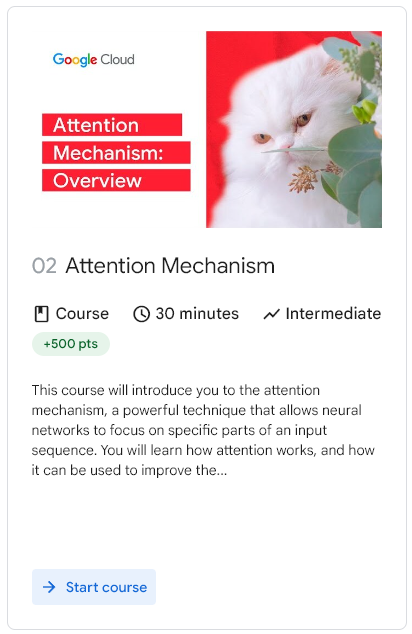 Google Cloud
Attention
Mechanism:
Overview
02 Attention Mechanism
Course 30 minutes Intermediate
+500 pts
This course will introduce you to the attention
mechanism, a powerful technique that allows neural
networks to focus on specific parts of an input
sequence. You will learn how attention works, and how
it can be used to improve the...
Start course